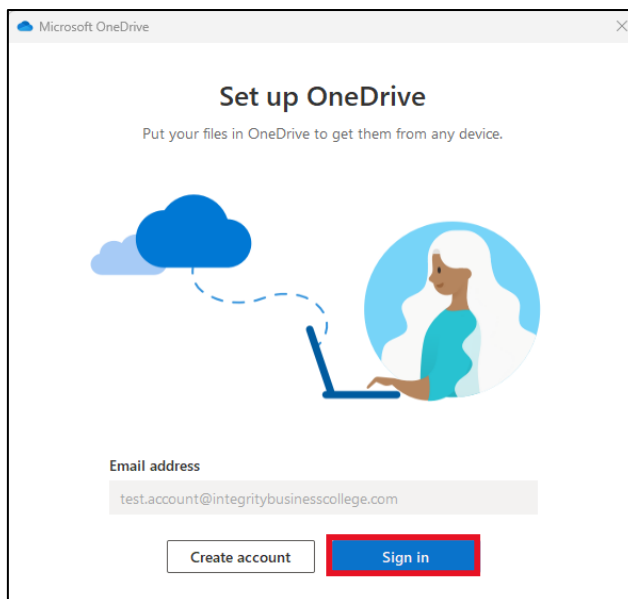 Microsoft OneDrive
Set up OneDrive
Put your files in OneDrive to get them from any device.
Email address
test.account@integritybusinesscollege.com
Create account
Sign in